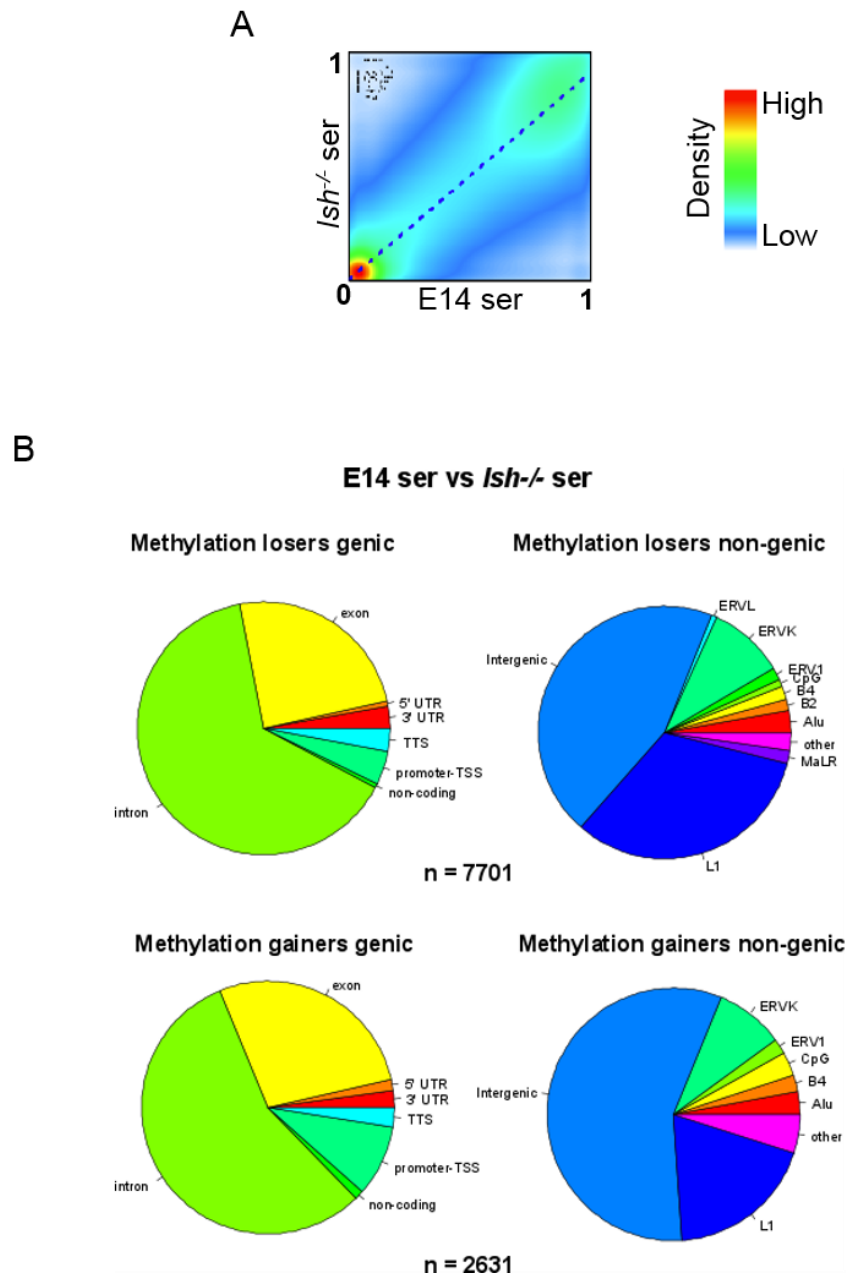 A
1
lsh-/- ser
0
E14 ser
1
Density
High
Low
B
E14 ser vs lsh-/- ser
Methylation losers genic
exon
5' UTR
3' UTR
TTS
promoter-TSS
non-coding
intron
Methylation losers non-genic
ERVL
ERVK
ERV1
CpG
B4
B2
Alu
other
MaLR
L1
Intergenic
n = 7701
Methylation gainers genic
exon
5' UTR
3' UTR
TTS
promoter-TSS
non-coding
intron
Methylation gainers non-genic
ERVK
ERV1
CpG
B4
Alu
other
L1
Intergenic
n = 2631